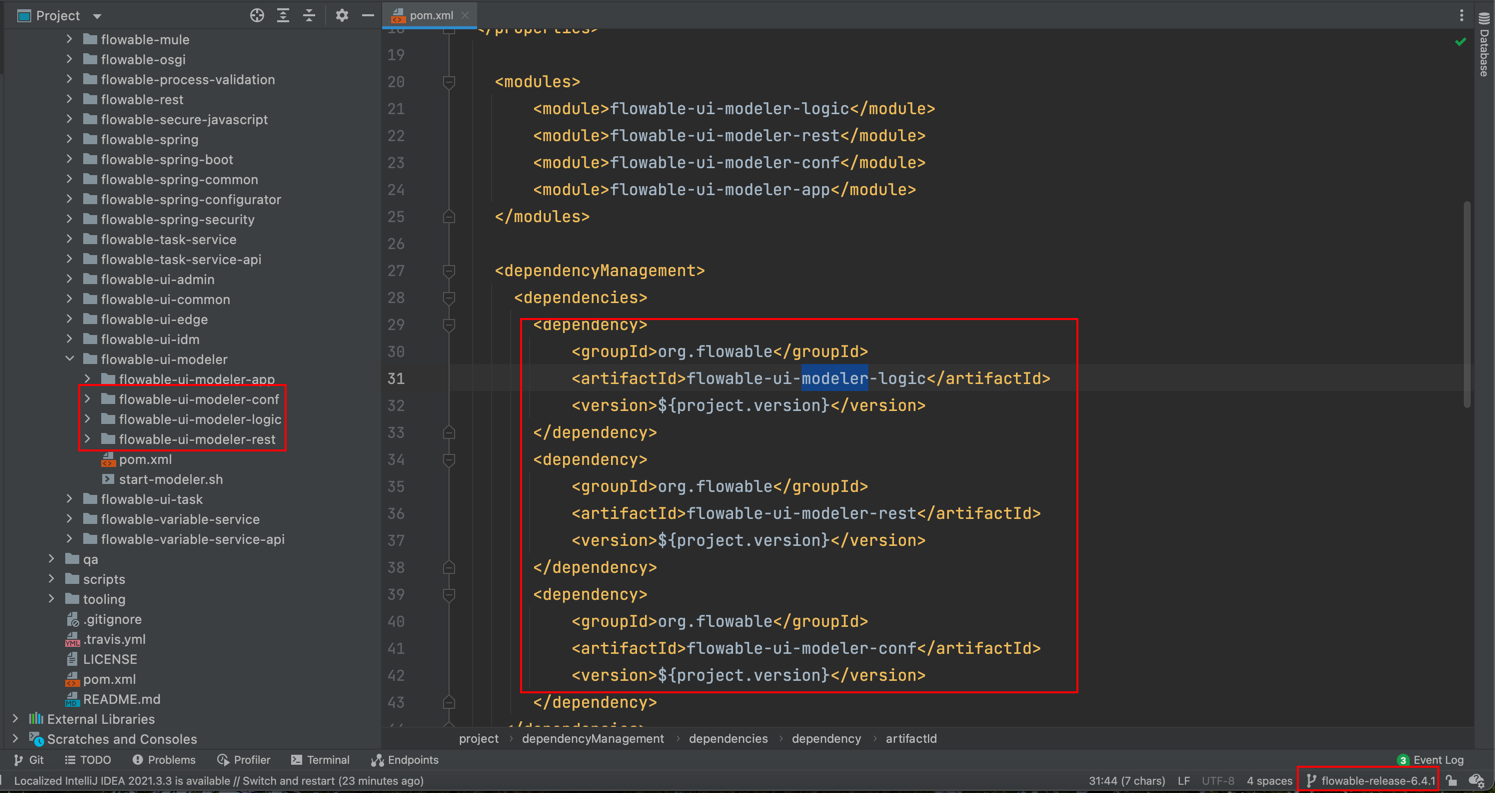 Project
flowable-mule
flowable-osgi
flowable-process-validation
flowable-rest
flowable-secure-javascript
flowable-spring
flowable-spring-boot
flowable-spring-common
flowable-spring-configurator
flowable-spring-security
flowable-task-service
flowable-task-service-api
flowable-ui-admin
flowable-ui-common
flowable-ui-edge
flowable-ui-idm
flowable-ui-modeler
flowable-ui-modeler-app
flowable-ui-modeler-conf
flowable-ui-modeler-logic
flowable-ui-modeler-rest
pom.xml
start-modeler.sh
flowable-ui-task
flowable-variable-service
flowable-variable-service-api
qa
scripts
tooling
.gitignore
.travis.yml
LICENSE
pom.xml
README.md
External Libraries
Scratches and Consoles
pom.xml
18 </properties>
19
20 <modules>
21 <module>flowable-ui-modeler-logic</module>
22 <module>flowable-ui-modeler-rest</module>
23 <module>flowable-ui-modeler-conf</module>
24 <module>flowable-ui-modeler-app</module>
25 </modules>
26
27 <dependencyManagement>
28 <dependencies>
29 <dependency>
30 <groupId>org.flowable</groupId>
31 <artifactId>flowable-ui-modeler-logic</artifactId>
32 <version>${project.version}</version>
33 </dependency>
34 <dependency>
35 <groupId>org.flowable</groupId>
36 <artifactId>flowable-ui-modeler-rest</artifactId>
37 <version>${project.version}</version>
38 </dependency>
39 <dependency>
40 <groupId>org.flowable</groupId>
41 <artifactId>flowable-ui-modeler-conf</artifactId>
42 <version>${project.version}</version>
43 </dependency>
44 </dependencies>
project › dependencyManagement › dependencies › dependency › artifactId
Database
Git TODO Problems Profiler Terminal Endpoints 3 Event Log
Localized IntelliJ IDEA 2021.3.3 is available // Switch and restart (23 minutes ago) 31:44 (7 chars) LF UTF-8 4 spaces flowable-release-6.4.1